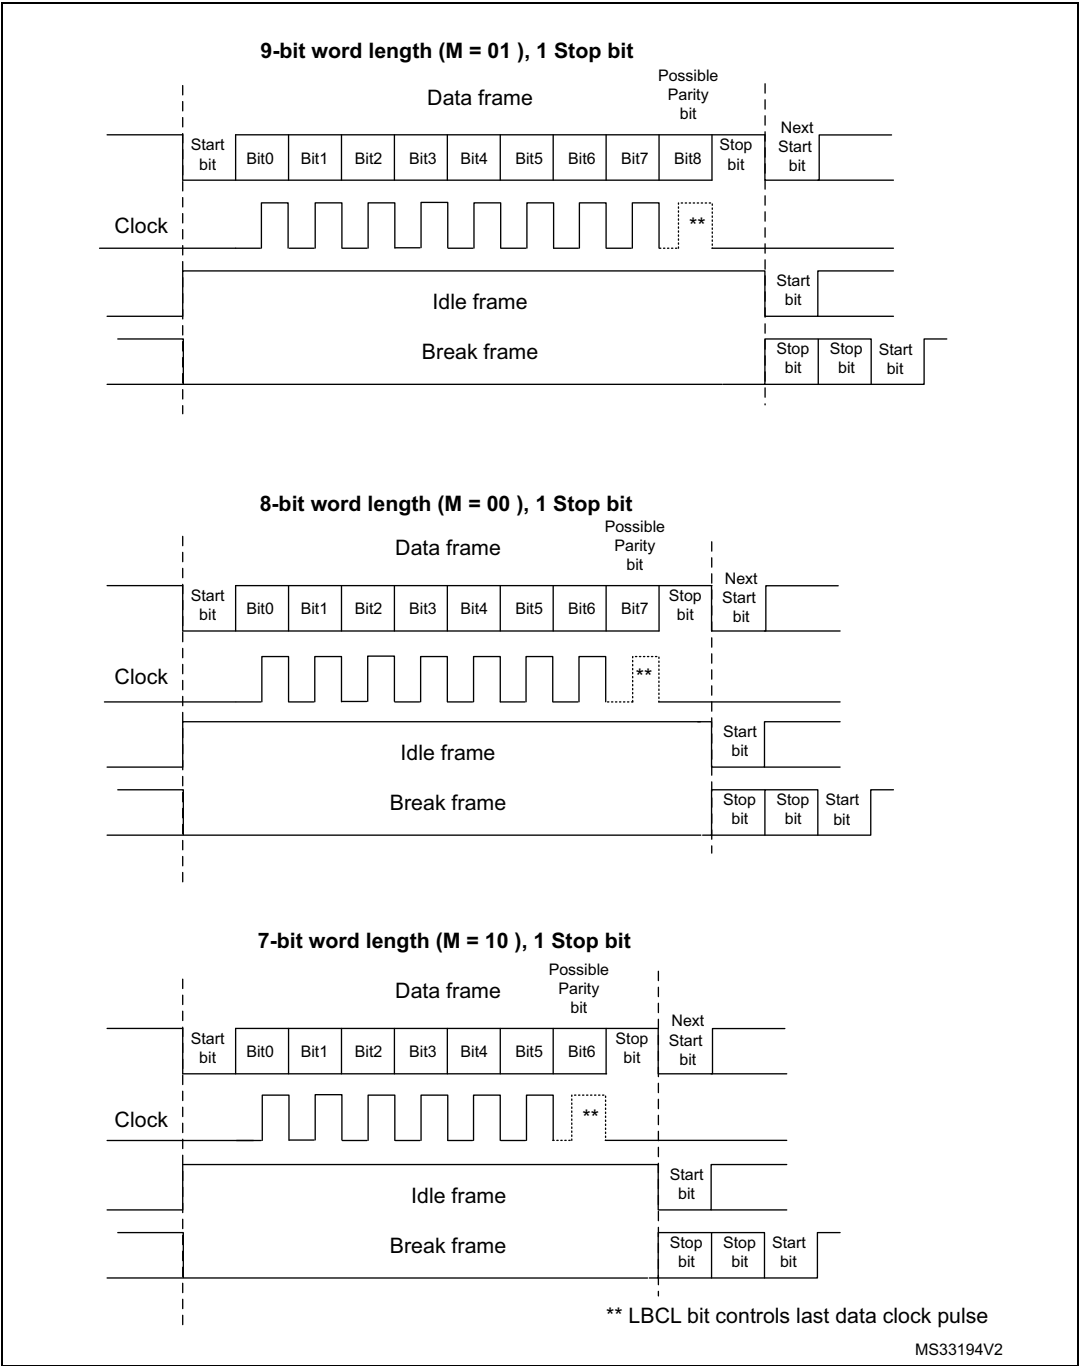 9-bit word length (M = 01 ), 1 Stop bit
Data frame
Possible
Parity
bit
Start
bit
Bit0
Bit1
Bit2
Bit3
Bit4
Bit5
Bit6
Bit7
Bit8
Stop
bit
Next
Start
bit
Clock
**
Idle frame
Start
bit
Break frame
Stop
bit
Stop
bit
Start
bit
8-bit word length (M = 00 ), 1 Stop bit
Data frame
Possible
Parity
bit
Start
bit
Bit0
Bit1
Bit2
Bit3
Bit4
Bit5
Bit6
Bit7
Stop
bit
Next
Start
bit
Clock
**
Idle frame
Start
bit
Break frame
Stop
bit
Stop
bit
Start
bit
7-bit word length (M = 10 ), 1 Stop bit
Data frame
Possible
Parity
bit
Start
bit
Bit0
Bit1
Bit2
Bit3
Bit4
Bit5
Bit6
Stop
bit
Next
Start
bit
Clock
**
Idle frame
Start
bit
Break frame
Stop
bit
Stop
bit
Start
bit
** LBCL bit controls last data clock pulse
MS33194V2